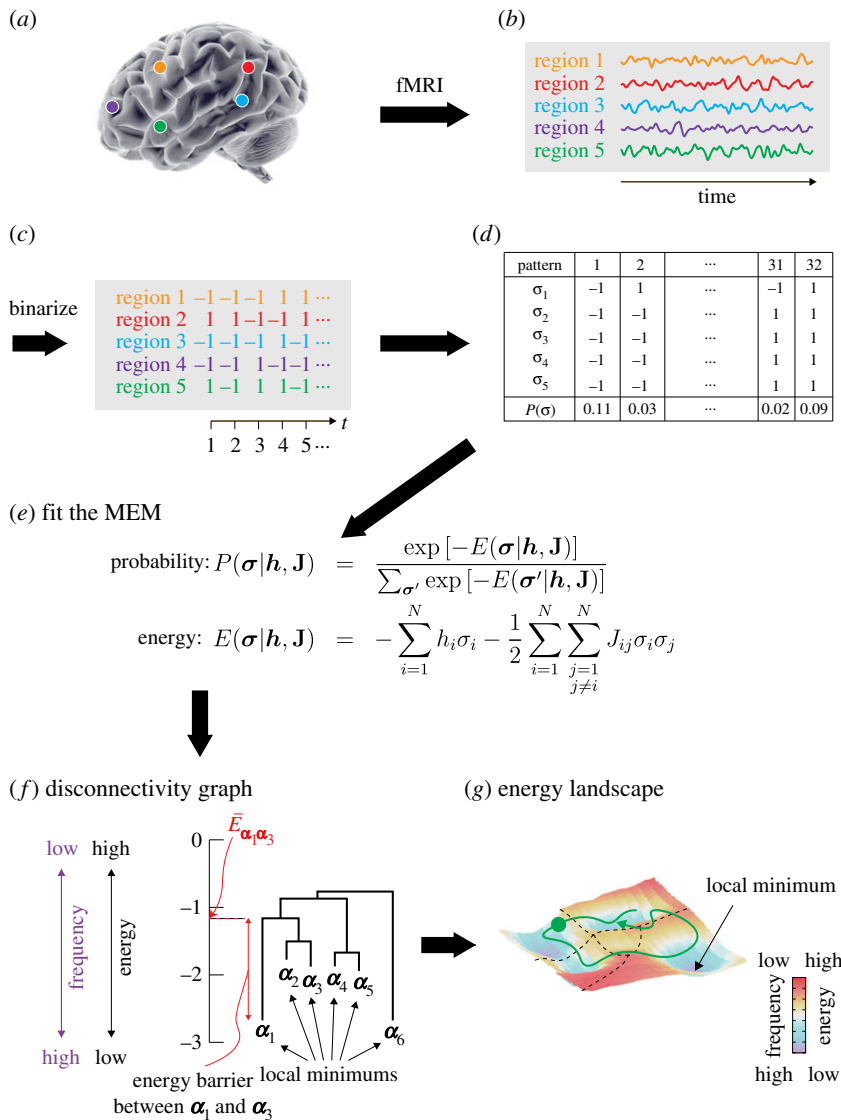 (a)
fMRI
(b)
region 1
region 2
region 3
region 4
region 5
time
(c)
binarize
region 1 –1 –1 –1 1 1 ...
region 2 1 1 –1 –1 1 ...
region 3 –1 –1 –1 1 –1 ...
region 4 –1 –1 1 –1 –1 ...
region 5 1 –1 1 1 –1 ...
t
1 2 3 4 5 ...
(d)
pattern 1 2 ... 31 32
σ1 –1 1 ... –1 1
σ2 –1 –1 ... 1 1
σ3 –1 –1 ... 1 1
σ4 –1 –1 ... 1 1
σ5 –1 –1 ... 1 1
P(σ) 0.11 0.03 ... 0.02 0.09
(e) fit the MEM
probability: P(σ|h, J) = exp [−E(σ|h, J)] / ∑σ′ exp [−E(σ′|h, J)]
energy: E(σ|h, J) = − ∑_{i=1}^{N} h_i σ_i − 1/2 ∑_{i=1}^{N} ∑_{j=1, j≠i}^{N} J_ij σ_i σ_j
(f) disconnectivity graph
low high
frequency
energy
high low
0
–1
–2
–3
Ē α1α3
α1
α2
α3
α4
α5
α6
energy barrier
between α1 and α3
local minimums
(g) energy landscape
local minimum
low high
frequency
energy
high low